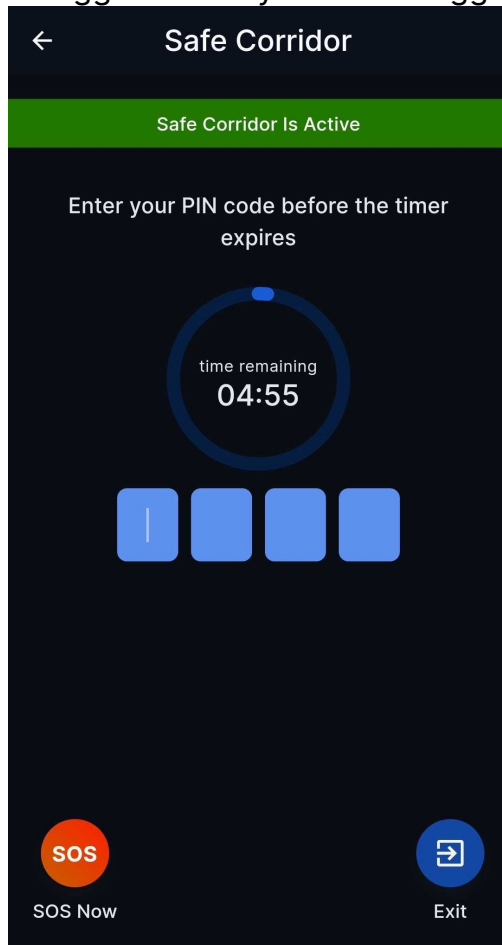 Safe Corridor
Safe Corridor Is Active
Enter your PIN code before the timer
expires
time remaining
04:55
SOS
SOS Now
Exit